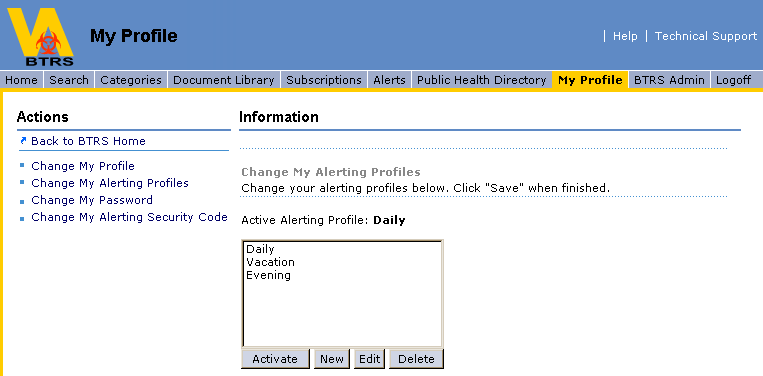 VA
BTRS
My Profile
| Help | Technical Support
Home Search Categories Document Library Subscriptions Alerts Public Health Directory My Profile BTRS Admin Logoff
Actions
Back to BTRS Home
Change My Profile
Change My Alerting Profiles
Change My Password
Change My Alerting Security Code
Information
Change My Alerting Profiles
Change your alerting profiles below. Click "Save" when finished.
Active Alerting Profile: Daily
Daily
Vacation
Evening
Activate New Edit Delete